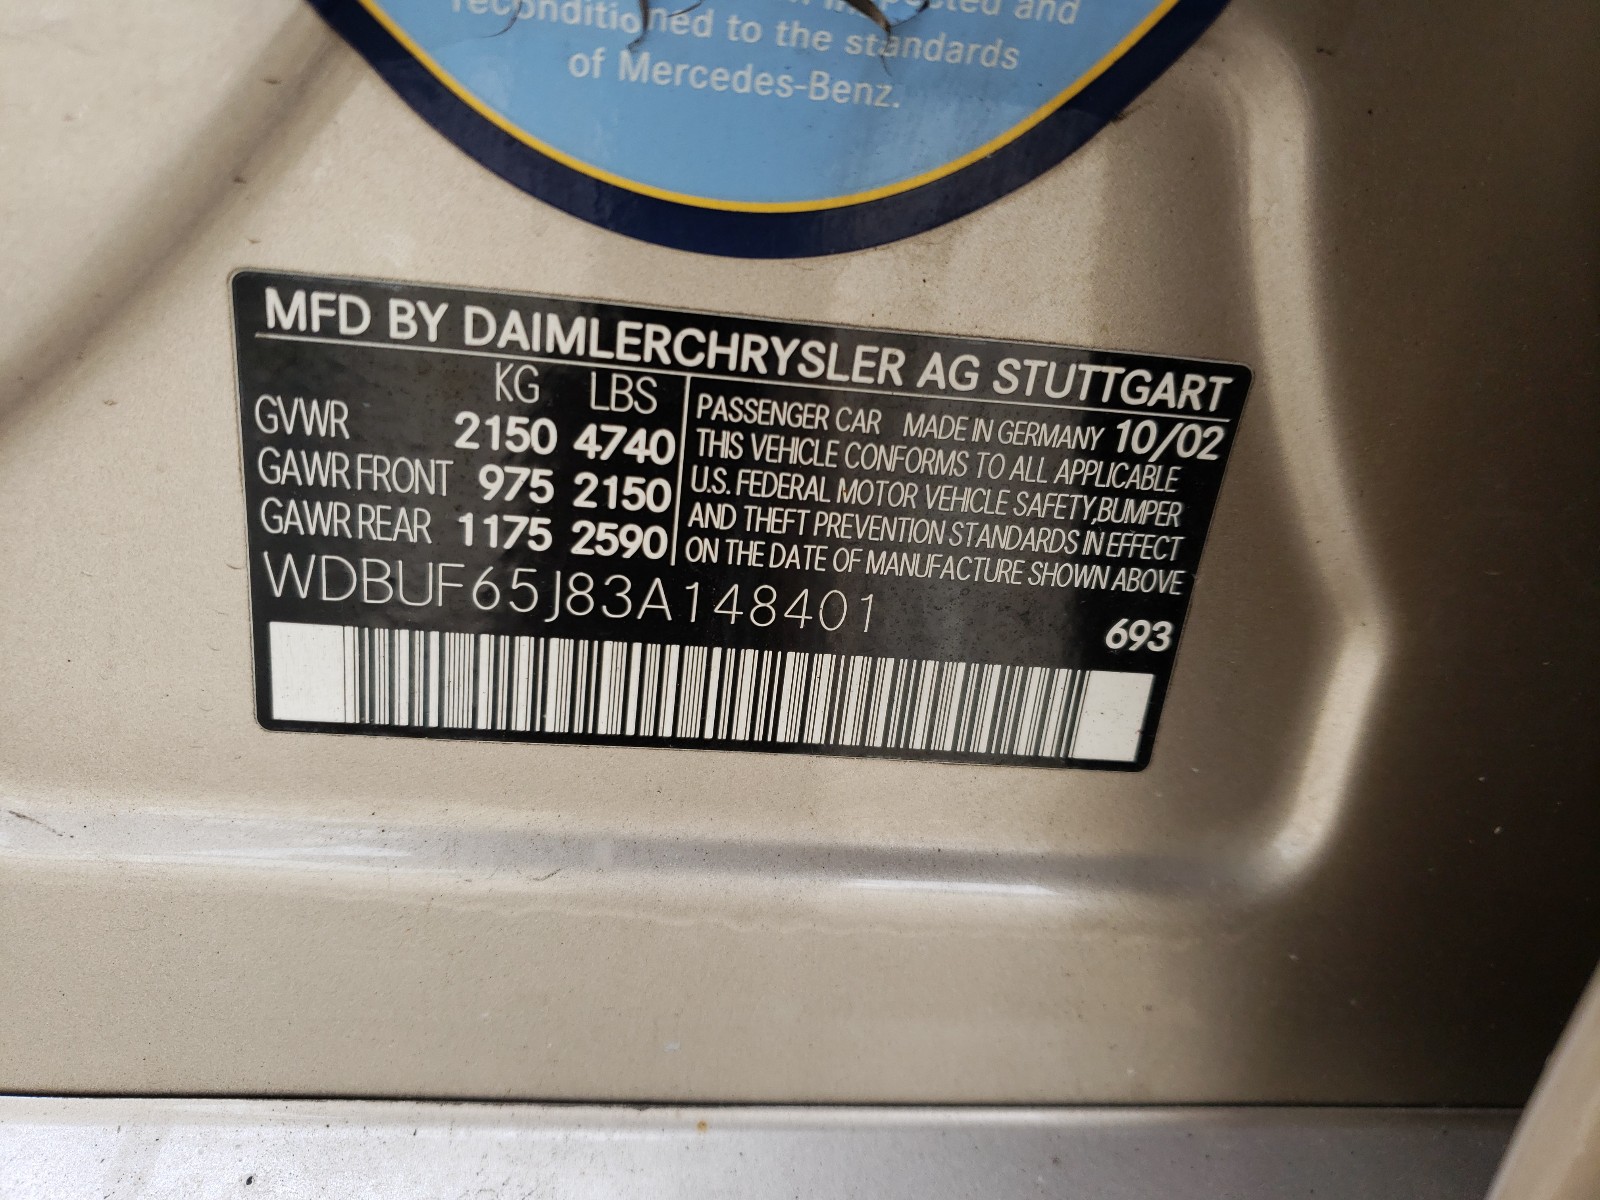 and
reconditioned to the standards
of Mercedes-Benz.
MFD BY DAIMLERCHRYSLER AG STUTTGART
KG LBS
GVWR 2150 4740
GAWR FRONT 975 2150
GAWR REAR 1175 2590
PASSENGER CAR MADE IN GERMANY 10/02
THIS VEHICLE CONFORMS TO ALL APPLICABLE
U.S. FEDERAL MOTOR VEHICLE SAFETY,BUMPER
AND THEFT PREVENTION STANDARDS IN EFFECT
ON THE DATE OF MANUFACTURE SHOWN ABOVE
WDBUF65J83A148401
693